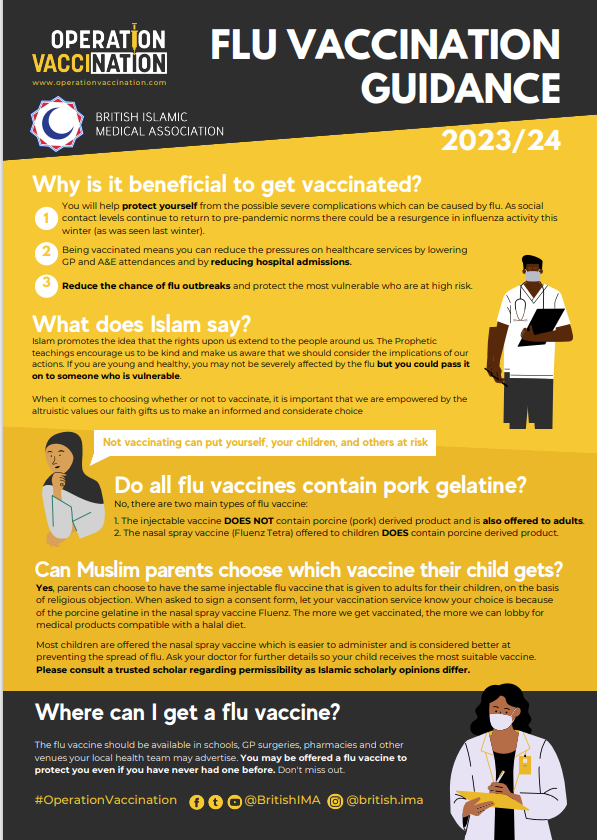 OPERATION
VACCINATION
www.operationvaccination.com
FLU VACCINATION
GUIDANCE
BRITISH ISLAMIC
MEDICAL ASSOCIATION
2023/24
Why is it beneficial to get vaccinated?
1
You will help protect yourself from the possible severe complications which can be caused by flu. As social
contact levels continue to return to pre-pandemic norms there could be a resurgence in influenza activity this
winter (as was seen last winter).
2
Being vaccinated means you can reduce the pressures on healthcare services by lowering
GP and A&E attendances and by reducing hospital admissions.
3
Reduce the chance of flu outbreaks and protect the most vulnerable who are at high risk.
What does Islam say?
Islam promotes the idea that the rights upon us extend to the people around us. The Prophetic
teachings encourage us to be kind and make us aware that we should consider the implications of our
actions. If you are young and healthy, you may not be severely affected by the flu but you could pass it
on to someone who is vulnerable.
When it comes to choosing whether or not to vaccinate, it is important that we are empowered by the
altruistic values our faith gifts us to make an informed and considerate choice
Not vaccinating can put yourself, your children, and others at risk
Do all flu vaccines contain pork gelatine?
No, there are two main types of flu vaccine:
1. The injectable vaccine DOES NOT contain porcine (pork) derived product and is also offered to adults.
2. The nasal spray vaccine (Fluenz Tetra) offered to children DOES contain porcine derived product.
Can Muslim parents choose which vaccine their child gets?
Yes, parents can choose to have the same injectable flu vaccine that is given to adults for their children, on the basis
of religious objection. When asked to sign a consent form, let your vaccination service know your choice is because
of the porcine gelatine in the nasal spray vaccine Fluenz. The more we get vaccinated, the more we can lobby for
medical products compatible with a halal diet.
Most children are offered the nasal spray vaccine which is easier to administer and is considered better at
preventing the spread of flu. Ask your doctor for further details so your child receives the most suitable vaccine.
Please consult a trusted scholar regarding permissibility as Islamic scholarly opinions differ.
Where can I get a flu vaccine?
The flu vaccine should be available in schools, GP surgeries, pharmacies and other
venues your local health team may advertise. You may be offered a flu vaccine to
protect you even if you have never had one before. Don't miss out.
#OperationVaccination @BritishIMA @british.ima